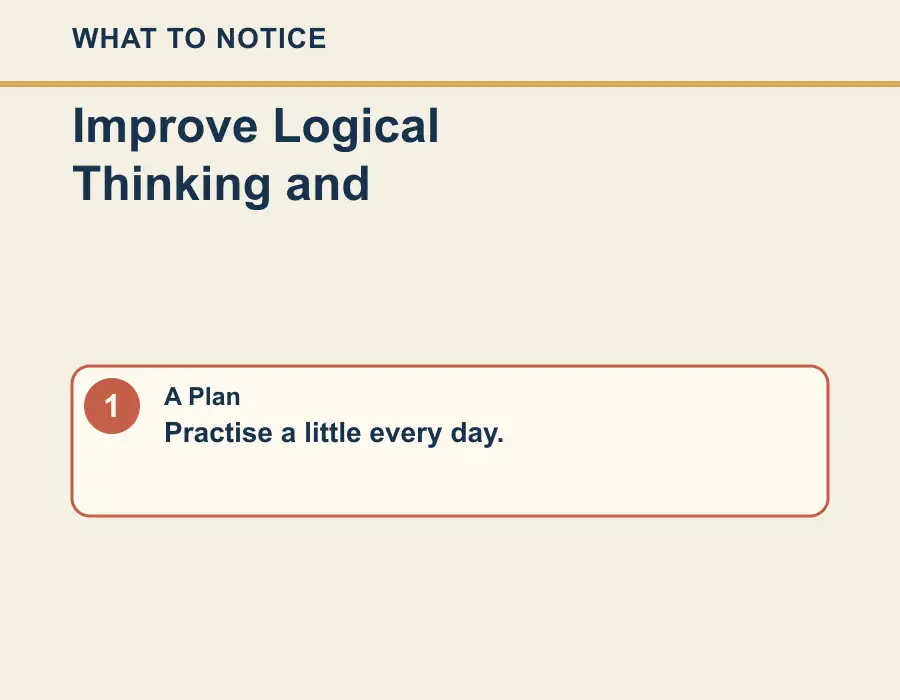 WHAT TO NOTICE
Improve Logical
Thinking and
1
A Plan
Practise a little every day.